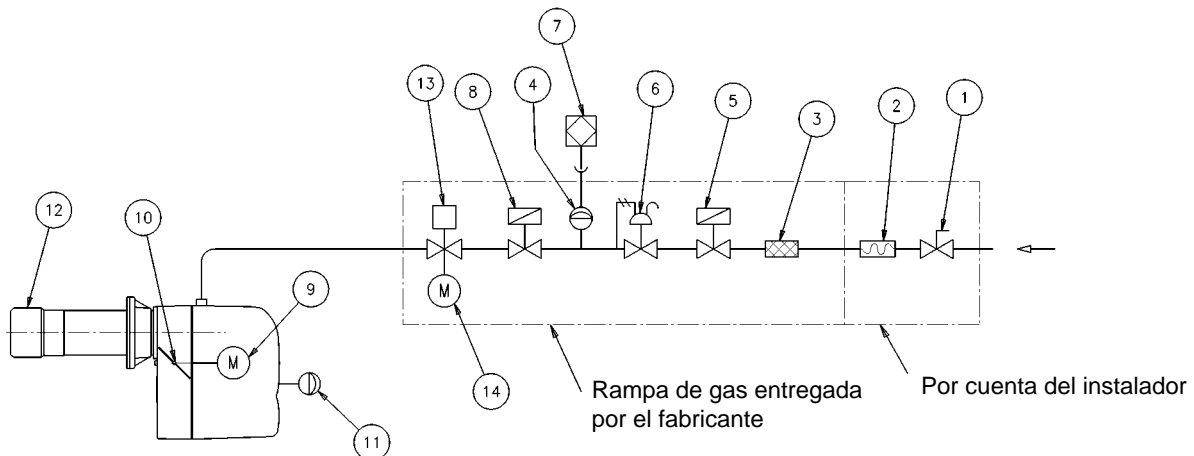 7
13
8
4
6
5
3
2
1
12
10
9
M
M
14
11
Rampa de gas entregada
por el fabricante
Por cuenta del instalador